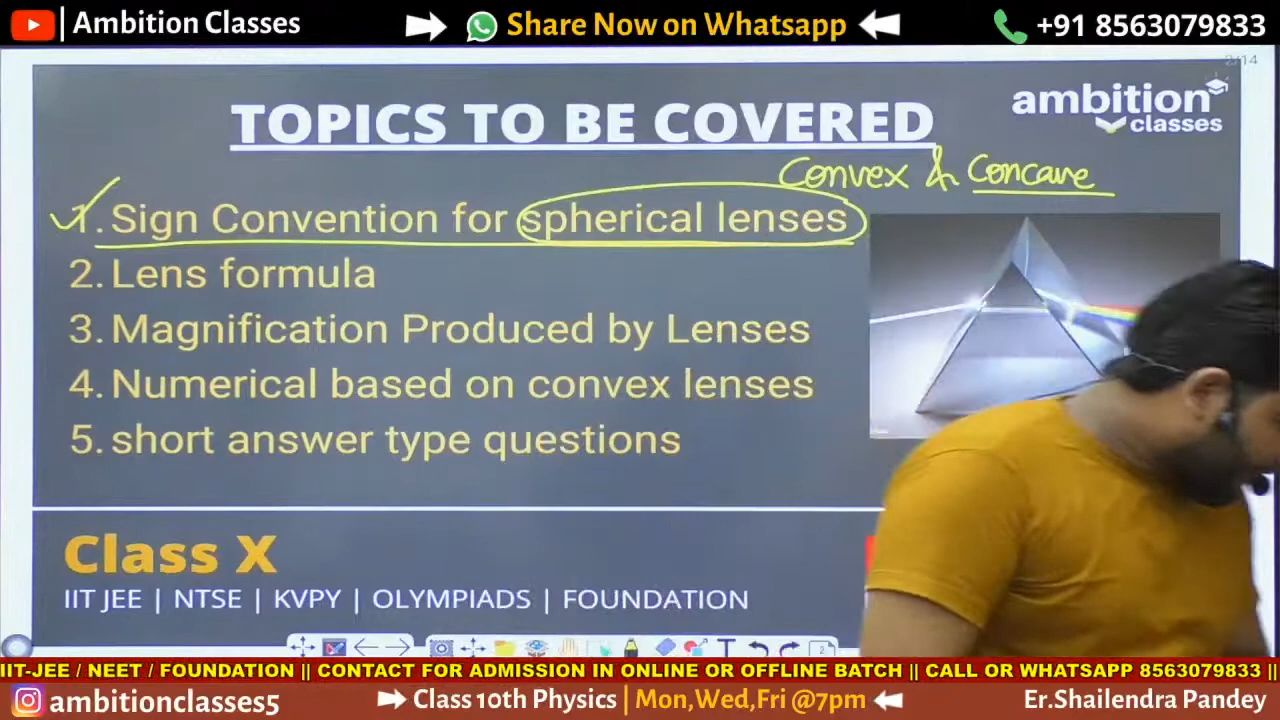 Ambition Classes
Share Now on Whatsapp
+91 8563079833
2/14
TOPICS TO BE COVERED
ambition
classes
Convex & Concave
1. Sign Convention for spherical lenses
2. Lens formula
3. Magnification Produced by Lenses
4. Numerical based on convex lenses
5. short answer type questions
Class X
IIT JEE | NTSE | KVPY | OLYMPIADS | FOUNDATION
T
2
IIT-JEE / NEET / FOUNDATION || CONTACT FOR ADMISSION IN ONLINE OR OFFLINE BATCH || CALL OR WHATSAPP 8563079833 ||
ambitionclasses5
Class 10th Physics | Mon,Wed,Fri @7pm
Er.Shailendra Pandey